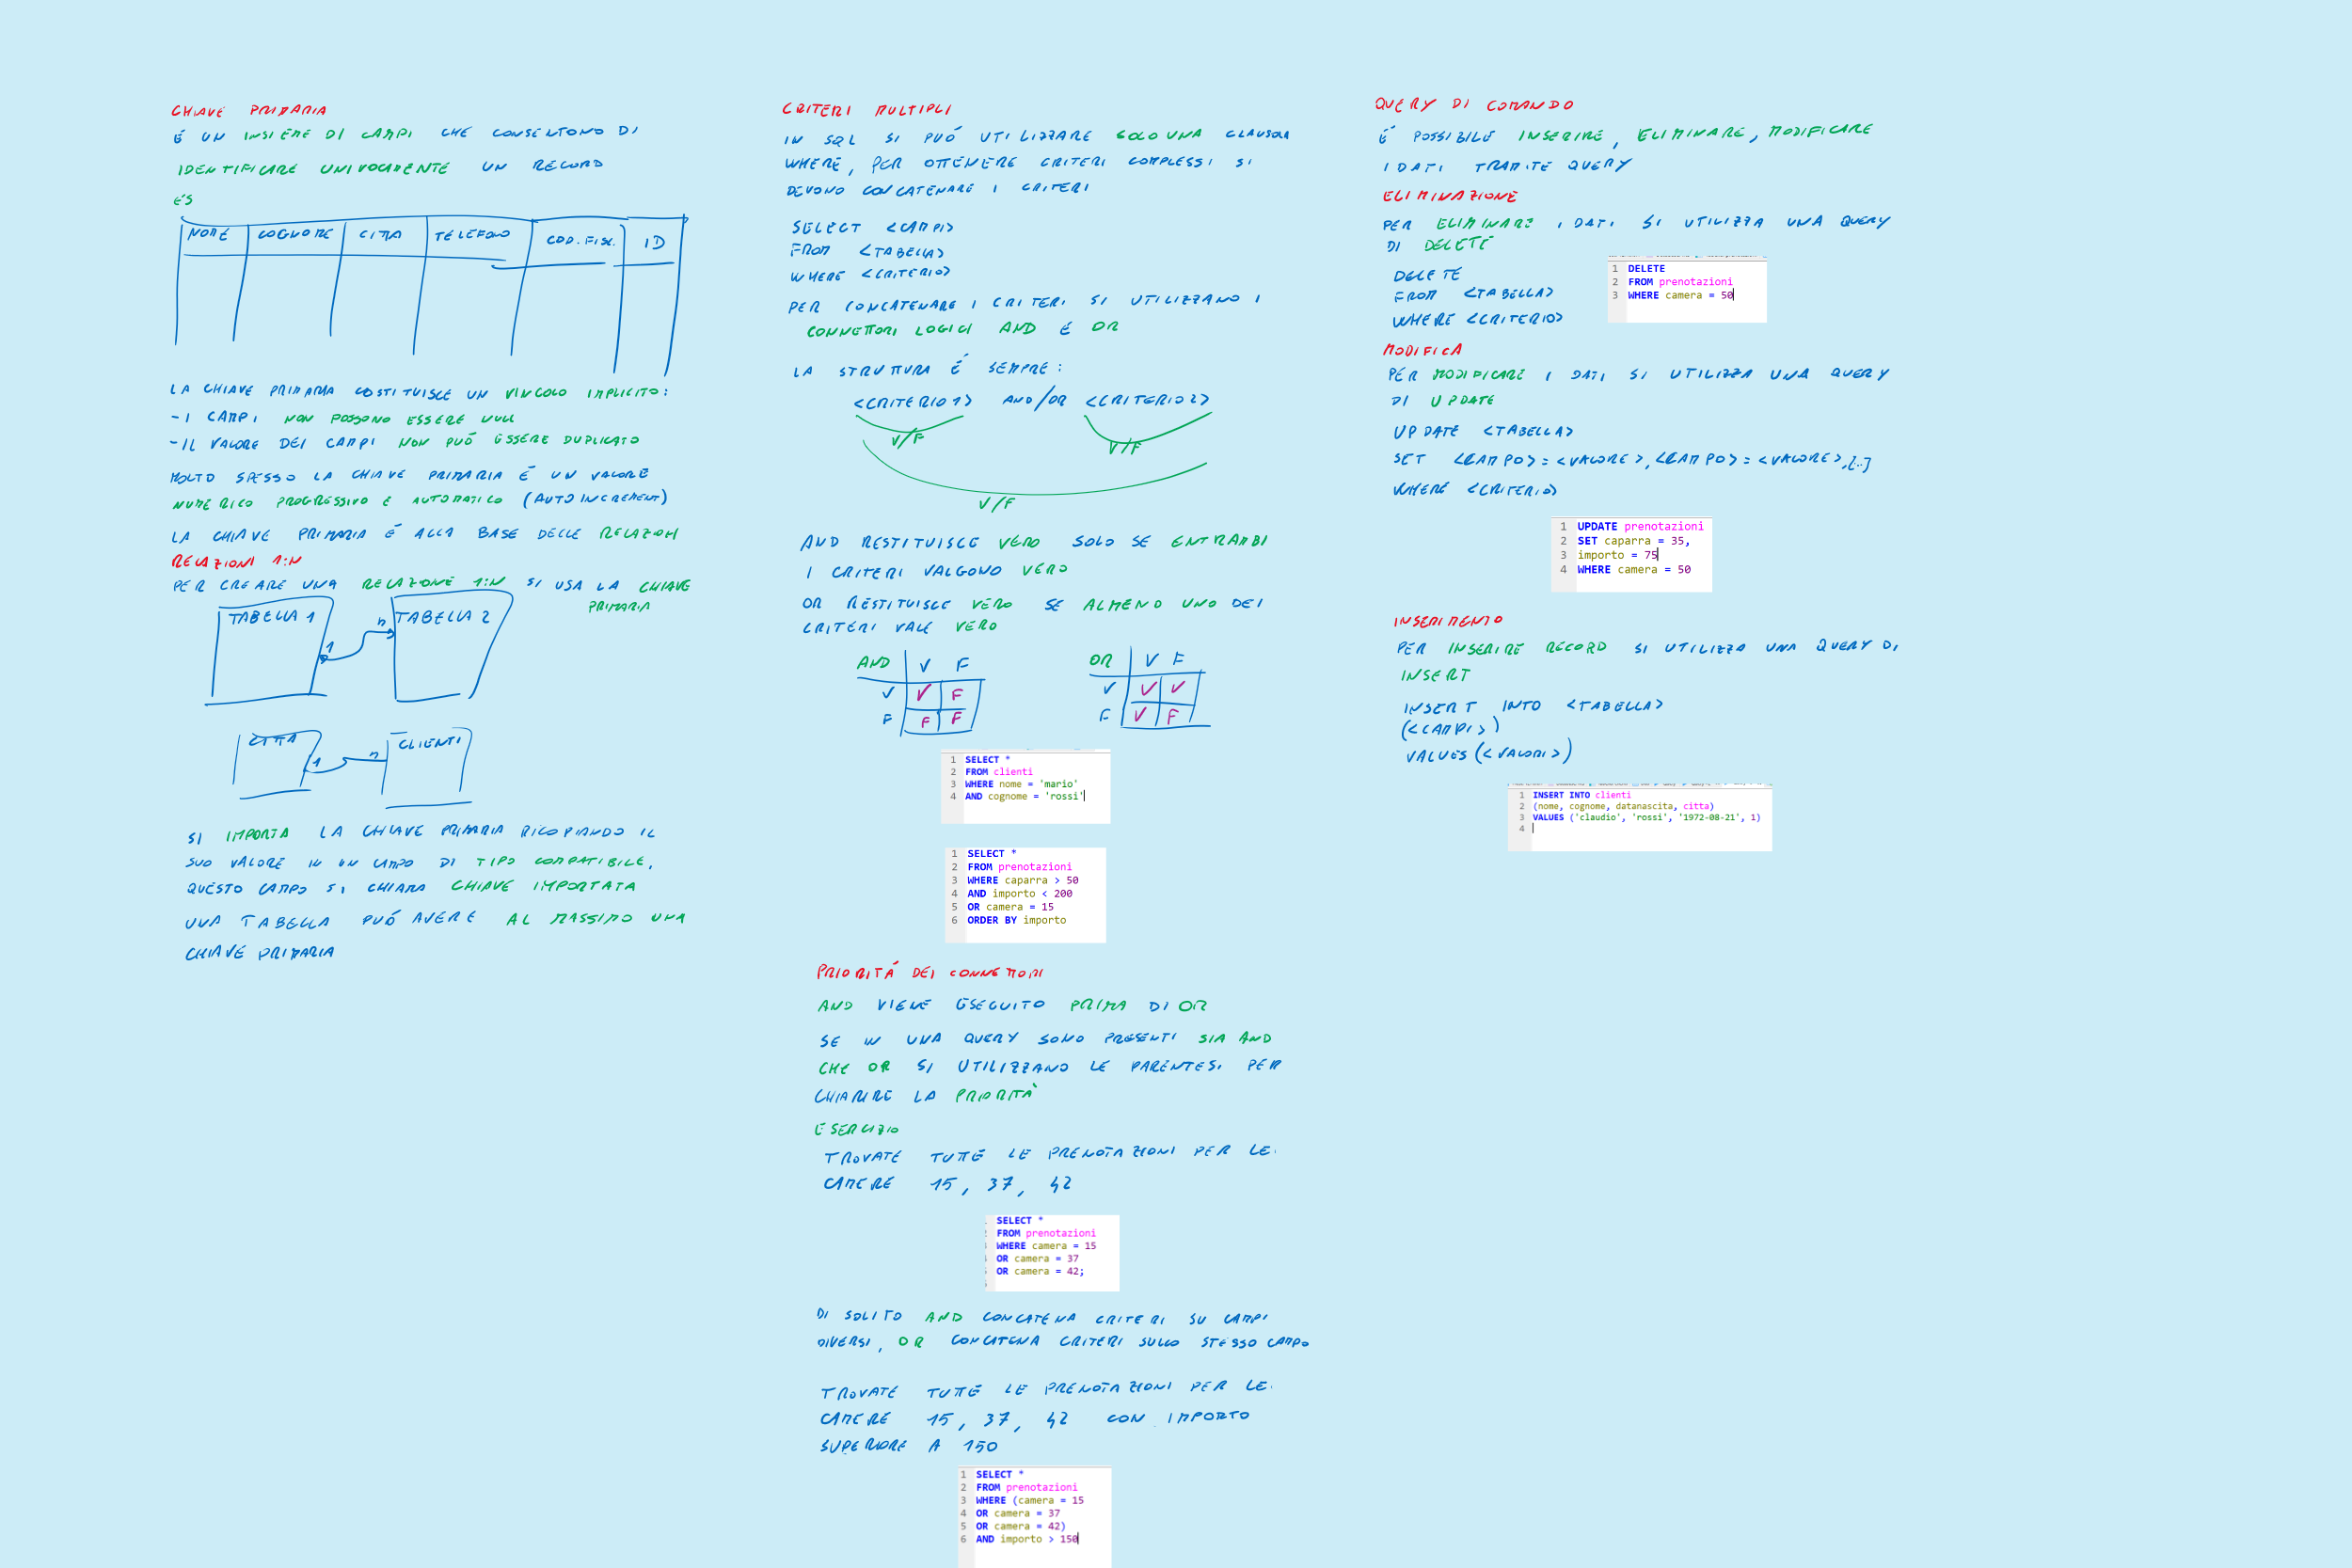 CHIAVE PRIMARIA
È UN INSIEME DI CAMPI CHE CONSENTONO DI
IDENTIFICARE UNIVOCAMENTE UN RECORD
ES
NOME COGNOME CITTA TELEFONO COD.FISC. ID
LA CHIAVE PRIMARIA COSTITUISCE UN VINCOLO IMPLICITO:
- I CAMPI NON POSSONO ESSERE NULL
- IL VALORE DEI CAMPI NON PUÓ ESSERE DUPLICATO
MOLTO SPESSO LA CHIAVE PRIMARIA É UN VALORE
NUMERICO PROGRESSIVO E AUTOMATICO (AUTOINCREMENT)
LA CHIAVE PRIMARIA É ALLA BASE DELLE RELAZIONI
RELAZIONI 1:N
PER CREARE UNA RELAZIONE 1:N SI USA LA CHIAVE
PRIMARIA
TABELLA 1 1 n TABELLA 2
CITTA 1 n CLIENTI
SI IMPORTA LA CHIAVE PRIMARIA RICOPIANDO IL
SUO VALORE IN UN CAMPO DI TIPO COMPATIBILE.
QUESTO CAMPO SI CHIAMA CHIAVE IMPORTATA
UNA TABELLA PUÓ AVERE AL MASSIMO UNA
CHIAVE PRIMARIA
CRITERI MULTIPLI
IN SQL SI PUÓ UTILIZZARE SOLO UNA CLAUSOLA
WHERE, PER OTTENERE CRITERI COMPLESSI SI
DEVONO CONCATENARE I CRITERI
SELECT <CAMPI>
FROM <TABELLA>
WHERE <CRITERIO>
PER CONCATENARE I CRITERI SI UTILIZZANO I
CONNETTORI LOGICI AND E OR
LA STRUTTURA É SEMPRE:
<CRITERIO 1> AND/OR <CRITERIO 2>
V/F V/F
V/F
AND RESTITUISCE VERO SOLO SE ENTRAMBI
I CRITERI VALGONO VERO
OR RESTITUISCE VERO SE ALMENO UNO DEI
CRITERI VALE VERO
AND V F
V V F
F F F
OR V F
V V V
F V F
1 SELECT *
2 FROM clienti
3 WHERE nome = 'mario'
4 AND cognome = 'rossi'
1 SELECT *
2 FROM prenotazioni
3 WHERE caparra > 50
4 AND importo < 200
5 OR camera = 15
6 ORDER BY importo
PRIORITÁ DEI CONNETTORI
AND VIENE ESEGUITO PRIMA DI OR
SE IN UNA QUERY SONO PRESENTI SIA AND
CHE OR SI UTILIZZANO LE PARENTESI PER
CHIARIRE LA PRIORITÀ
ESERCIZIO
TROVATE TUTTE LE PRENOTAZIONI PER LE
CAMERE 15, 37, 42
SELECT *
FROM prenotazioni
WHERE camera = 15
OR camera = 37
OR camera = 42;
DI SOLITO AND CONCATENA CRITERI SU CAMPI
DIVERSI, OR CONCATENA CRITERI SULLO STESSO CAMPO
TROVATE TUTTE LE PRENOTAZIONI PER LE
CAMERE 15, 37, 42 CON IMPORTO
SUPERIORE A 150
1 SELECT *
2 FROM prenotazioni
3 WHERE (camera = 15
4 OR camera = 37
5 OR camera = 42)
6 AND importo > 150
QUERY DI COMANDO
É POSSIBILE INSERIRE, ELIMINARE, MODIFICARE
I DATI TRAMITE QUERY
ELIMINAZIONE
PER ELIMINARE I DATI SI UTILIZZA UNA QUERY
DI DELETE
DELETE
FROM <TABELLA>
WHERE <CRITERIO>
1 DELETE
2 FROM prenotazioni
3 WHERE camera = 50
MODIFICA
PER MODIFICARE I DATI SI UTILIZZA UNA QUERY
DI UPDATE
UPDATE <TABELLA>
SET <CAMPO> = <VALORE>, <CAMPO> = <VALORE>, [..]
WHERE <CRITERIO>
1 UPDATE prenotazioni
2 SET caparra = 35,
3 importo = 75
4 WHERE camera = 50
INSERIMENTO
PER INSERIRE RECORD SI UTILIZZA UNA QUERY DI
INSERT
INSERT INTO <TABELLA>
(<CAMPI>)
VALUES (<VALORI>)
1 INSERT INTO clienti
2 (nome, cognome, datanascita, citta)
3 VALUES ('claudio', 'rossi', '1972-08-21', 1)
4